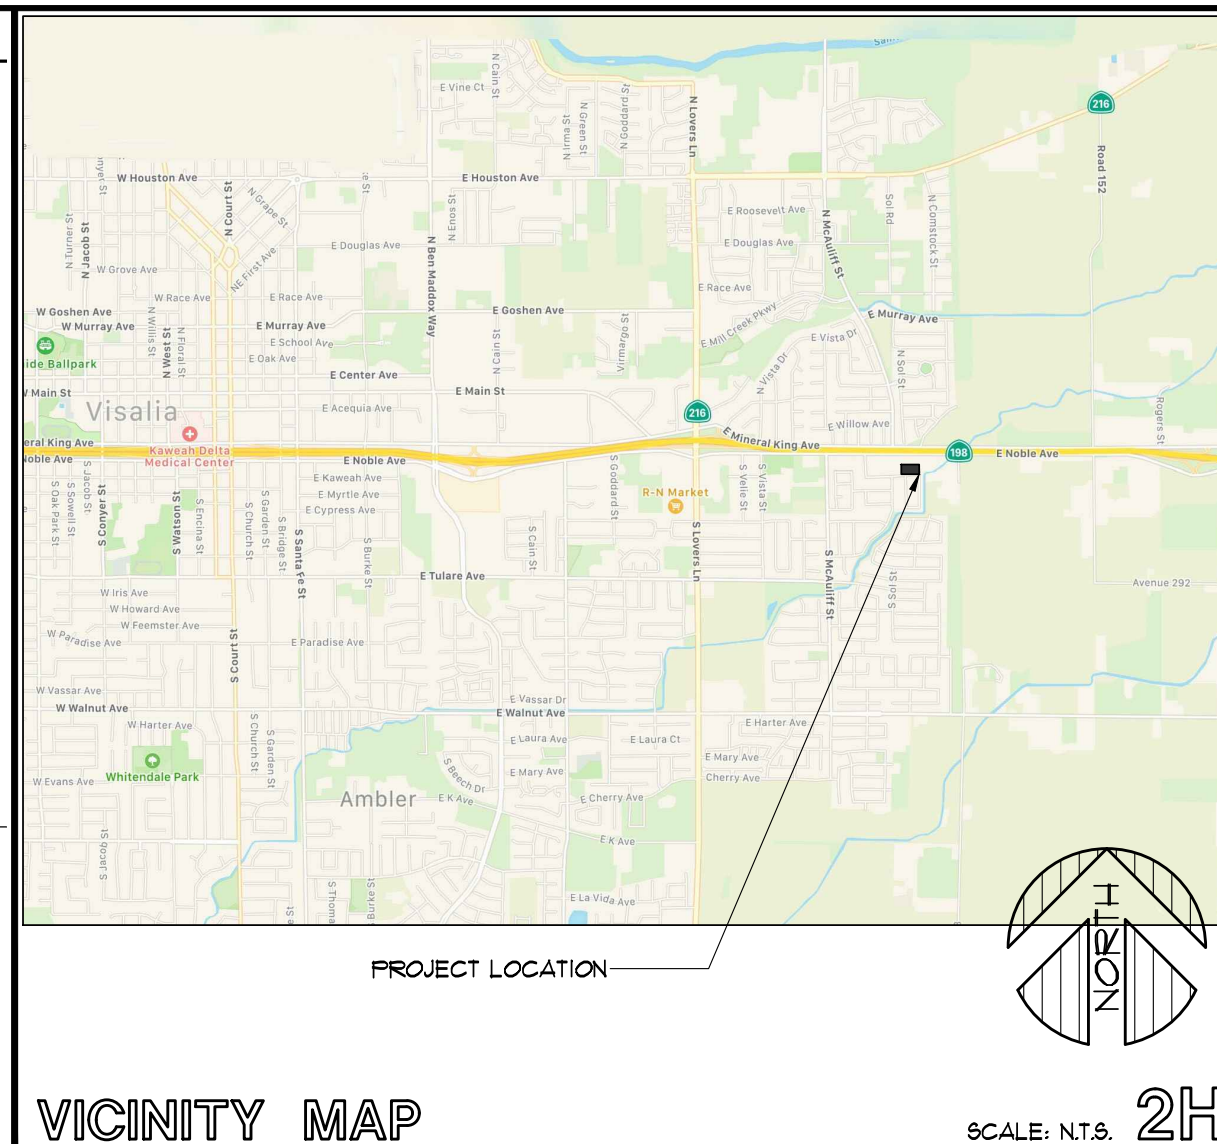 E Vine Ct
N Cain St
N Green St
N Irma St
N Goddard St
N Lovers Ln
216
Road 152
W Houston Ave
E Houston Ave
N Court St
N Grape St
N Enos St
E Roosevelt Ave
Sol Rd
N Comstock St
N Turner St
N Jacob St
E Douglas Ave
E Douglas Ave
N McAuliff St
N Ben Maddox Way
W Grove Ave
NE First Ave
W Race Ave
E Race Ave
E Race Ave
W Goshen Ave
E Goshen Ave
W Murray Ave
E Murray Ave
E Murray Ave
N Willis St
N West St
N Floral St
E School Ave
E Oak Ave
N Cain St
Virmargo St
E Mill Creek Pkwy
E Vista Dr
N Vista Dr
N Sol St
ide Ballpark
E Center Ave
E Main St
Main St
Visalia
E Acequia Ave
216
E Willow Ave
Rogers St
eral King Ave
E Mineral King Ave
Kaweah Delta
Medical Center
Noble Ave
E Noble Ave
198
E Noble Ave
E Kaweah Ave
E Myrtle Ave
E Cypress Ave
S Oak Park St
S Sowell St
S Jacob St
S Conyer St
S Watson St
S Encina St
S Church St
S Garden St
S Bridge St
S Santa Fe St
S Burke St
S Cain St
S Goddard St
R-N Market
S Velie St
S Vista St
S Lovers Ln
S McAuliff St
S Sol St
E Tulare Ave
Avenue 292
W Iris Ave
W Howard Ave
W Feemster Ave
W Paradise Ave
E Paradise Ave
S Court St
W Vassar Ave
E Vassar Dr
W Walnut Ave
E Walnut Ave
W Harter Ave
E Harter Ave
S Church St
S Garden St
E Laura Ave
E Laura Ct
Whitendale Park
W Evans Ave
S Beech Dr
E Mary Ave
E Mary Ave
Cherry Ave
Ambler
E K Ave
E Cherry Ave
E K Ave
S Jacob St
S Thoma
S Burke St
E La Vida Ave
NORTH
PROJECT LOCATION
VICINITY MAP
SCALE: N.T.S.
2H